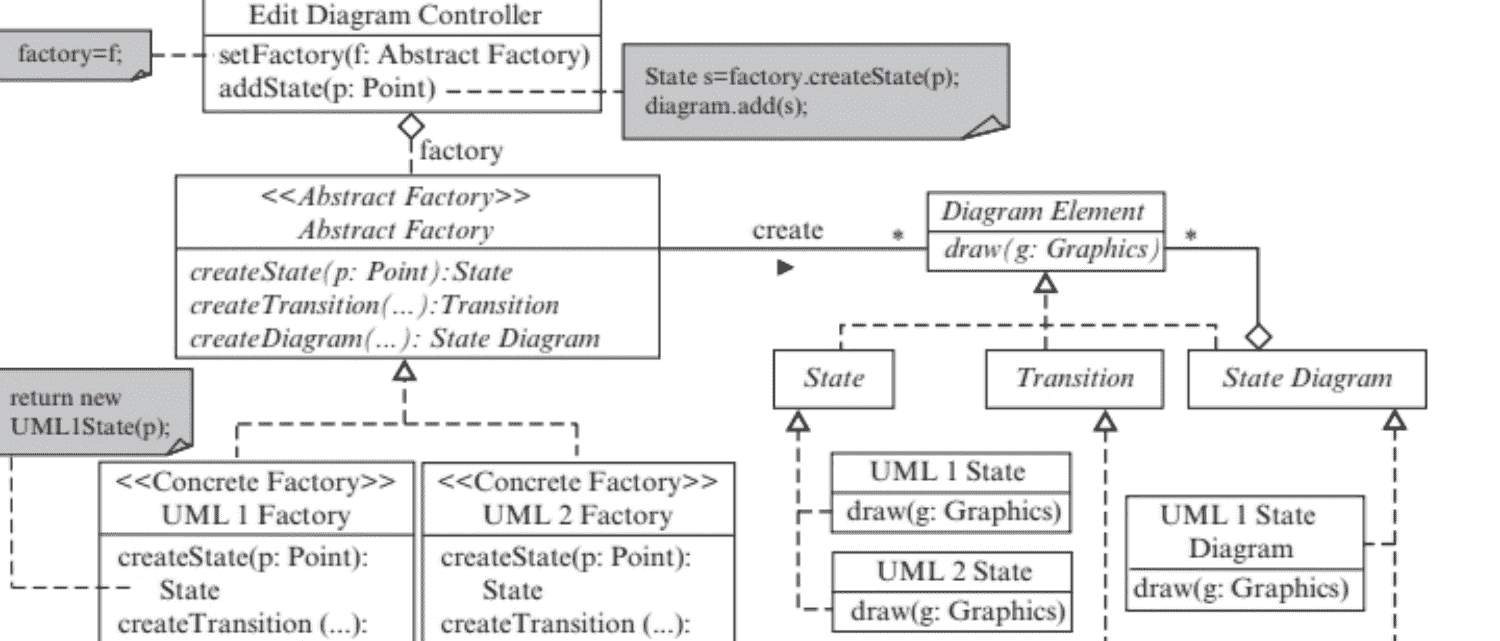 Edit Diagram Controller
factory=f;
setFactory(f: Abstract Factory)
addState(p: Point)
State s=factory.createState(p);
diagram.add(s);
factory
<<Abstract Factory>>
Abstract Factory
createState(p: Point):State
createTransition(...):Transition
createDiagram(...): State Diagram
create
*
Diagram Element
draw(g: Graphics)
*
State
Transition
State Diagram
return new
UML1State(p);
<<Concrete Factory>>
UML 1 Factory
createState(p: Point):
State
createTransition (...):
<<Concrete Factory>>
UML 2 Factory
createState(p: Point):
State
createTransition (...):
UML 1 State
draw(g: Graphics)
UML 2 State
draw(g: Graphics)
UML 1 State
Diagram
draw(g: Graphics)